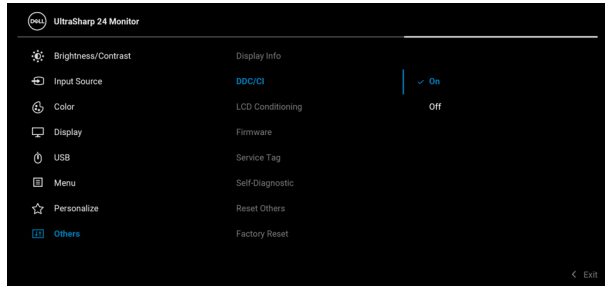 DELL UltraSharp 24 Monitor
Brightness/Contrast Display Info
Input Source DDC/CI ✓ On
Color LCD Conditioning Off
Display Firmware
USB Service Tag
Menu Self-Diagnostic
Personalize Reset Others
Others Factory Reset
< Exit